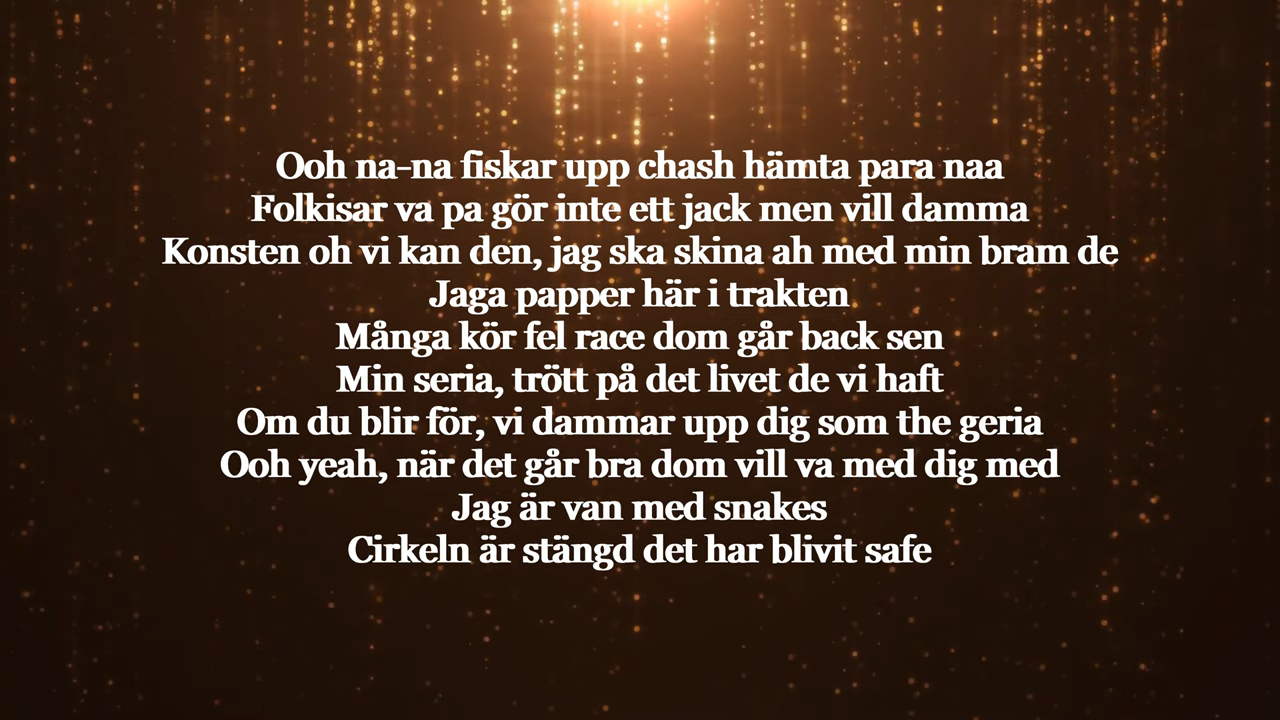 Ooh na-na fiskar upp chash hämta para naa
Folkisar va pa gör inte ett jack men vill damma
Konsten oh vi kan den, jag ska skina ah med min bram de
Jaga papper här i trakten
Många kör fel race dom går back sen
Min seria, trött på det livet de vi haft
Om du blir för, vi dammar upp dig som the geria
Ooh yeah, när det går bra dom vill va med dig med
Jag är van med snakes
Cirkeln är stängd det har blivit safe